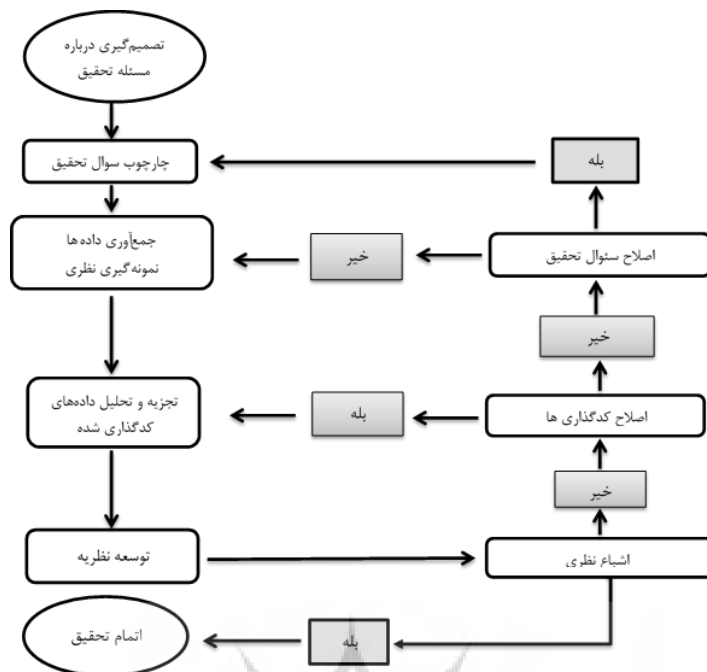 تصمیم‌گیری درباره
مسئله تحقیق
چارچوب سوال تحقیق
بله
جمع‌آوری داده‌ها
نمونه‌گیری نظری
خیر
اصلاح سئوال تحقیق
خیر
تجزیه و تحلیل داده‌های
کدگذاری شده
بله
اصلاح کدگذاری ها
خیر
توسعه نظریه
اشباع نظری
اتمام تحقیق
بله